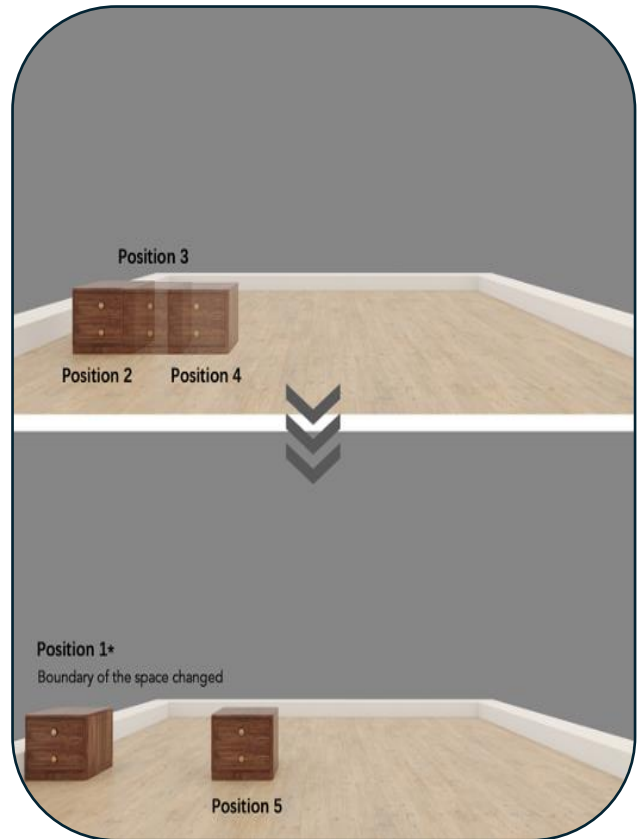 Position 3
Position 2
Position 4
Position 1*
Boundary of the space changed
Position 5